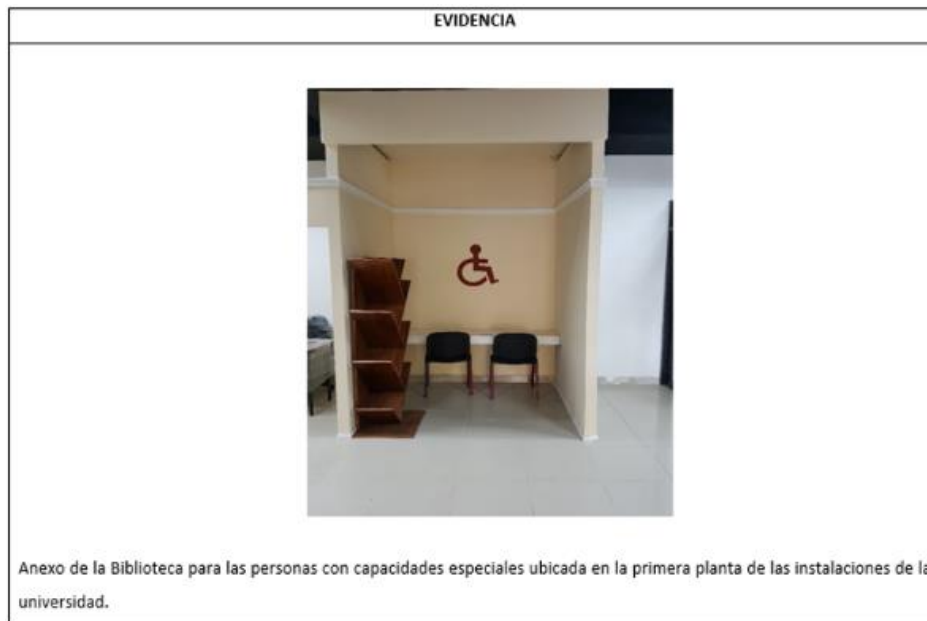 EVIDENCIA
Anexo de la Biblioteca para las personas con capacidades especiales ubicada en la primera planta de las instalaciones de la
universidad.